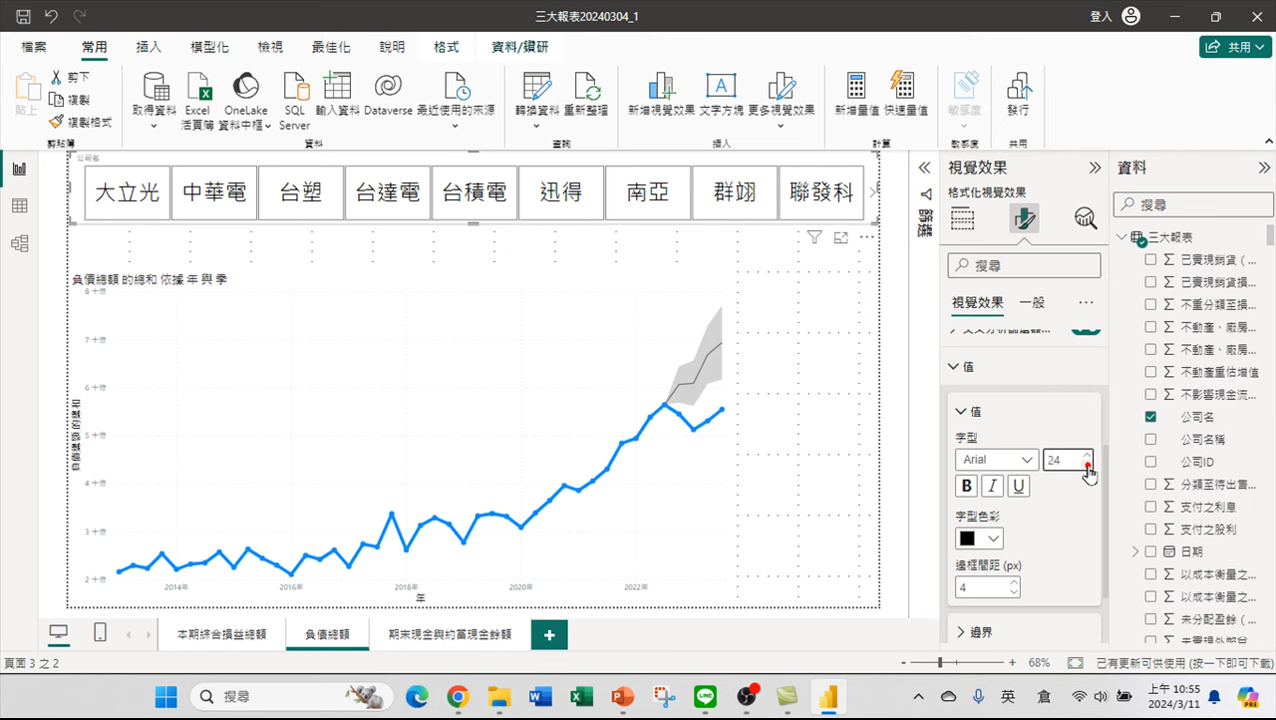 三大報表20240304_1
登入
檔案 常用 插入 模型化 檢視 最佳化 說明 格式 資料/鑽研
共用
貼上
剪下
複製
複製格式
剪貼簿
取得資料
Excel
活頁簿
OneLake
資料中樞
SQL
Server
輸入資料
Dataverse
最近使用的來源
資料
轉換資料
重新整理
查詢
新增視覺效果
文字方塊
更多視覺效果
插入
新增量值
快速量值
計算
敏感度
敏感度
發行
共用
公司名
大立光 中華電 台塑 台達電 台積電 迅得 南亞 群翊 聯發科
負債總額 的總和 依據 年 與 季
負債總額 的總和
8 十億
7 十億
6 十億
5 十億
4 十億
3 十億
2 十億
2014年 2016年 2018年 2020年 2022年
年
篩選
視覺效果
格式化視覺效果
搜尋
視覺效果 一般
值
值
字型
Arial 24
B I U
字型色彩
邊框間距 (px)
4
邊界
資料
搜尋
三大報表
已實現銷貨（...
已實現銷貨損...
不重分類至損...
不動產、廠房...
不動產、廠房...
不動產重估增值
不影響現金流...
公司名
公司名稱
公司ID
分類至待出售...
支付之利息
支付之股利
日期
以成本衡量之...
以成本衡量之...
未分配盈餘（...
本期綜合損益總額 負債總額 期末現金與約當現金餘額
頁面 3 之 2
68%
已有更新可供使用 (按一下即可下載)
搜尋
英
上午 10:55
2024/3/11
PRE